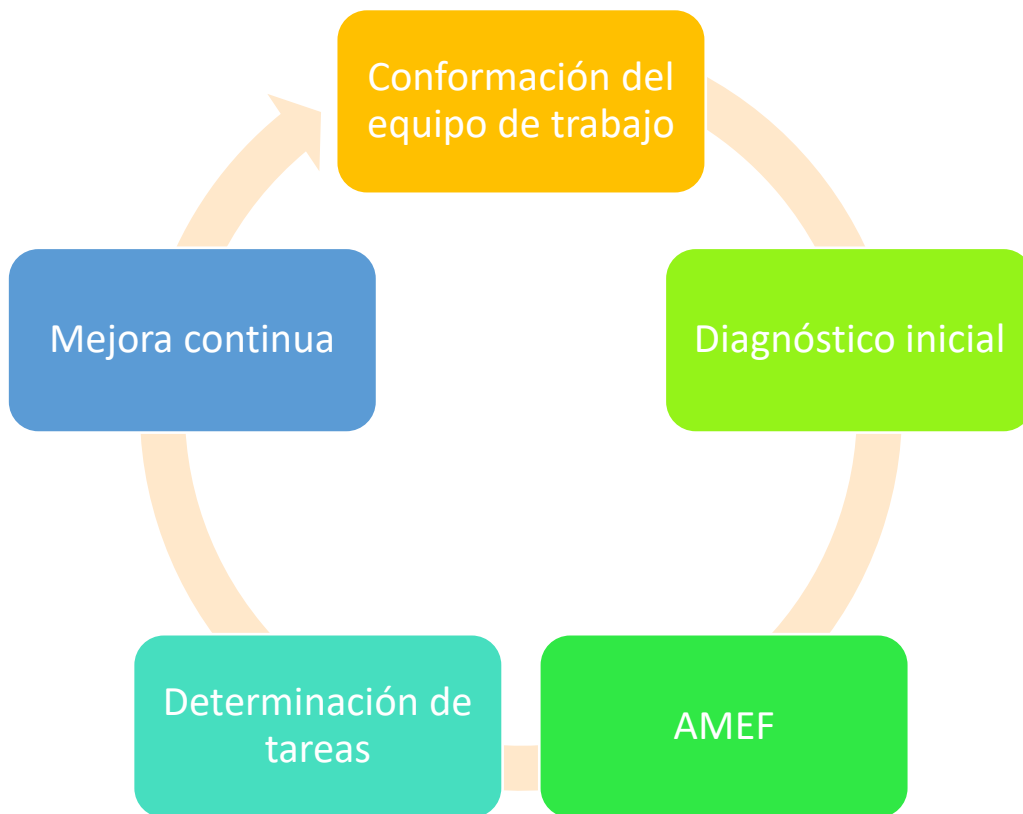 Conformación del
equipo de trabajo
Diagnóstico inicial
AMEF
Determinación de
tareas
Mejora continua